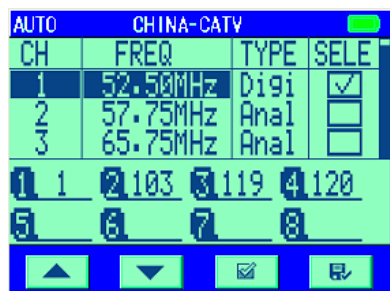 AUTO CHINA-CATV
CH FREQ TYPE SELE
1 52.50MHz Digi
2 57.75MHz Anal
3 65.75MHz Anal
1 1 2 103 3 119 4 120
5 6 7 8